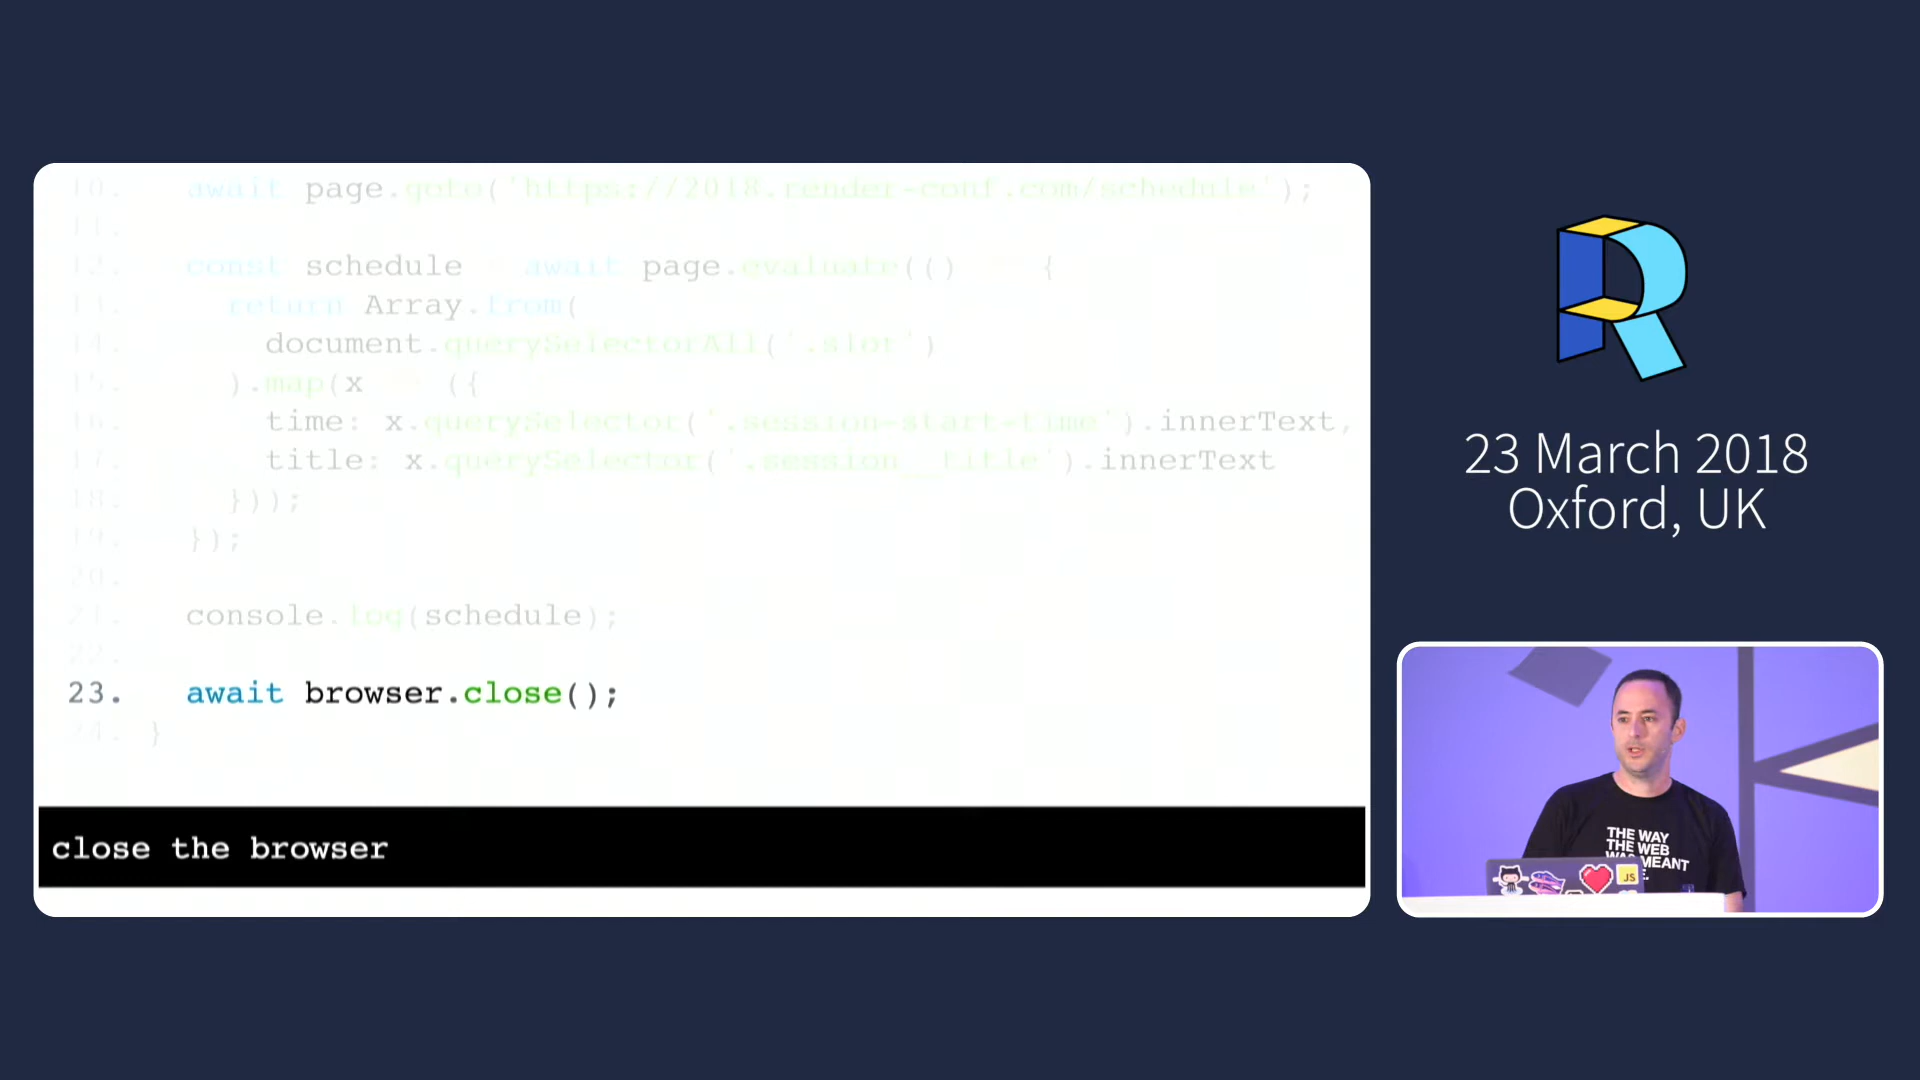 10. await page.goto('https://2018.render-conf.com/schedule');
11.
12. const schedule await page.evaluate(() {
13. return Array.from(
14. document.querySelectorAll('.slot')
15. ).map(x ({
16. time: x.querySelector('.session-start-time').innerText,
17. title: x.querySelector('.session__title').innerText
18. }));
19. });
20.
21. console.log(schedule);
22.
23. await browser.close();
24. }
close the browser
23 March 2018
Oxford, UK
THE WAY
THE WEB
WAS MEANT
JS